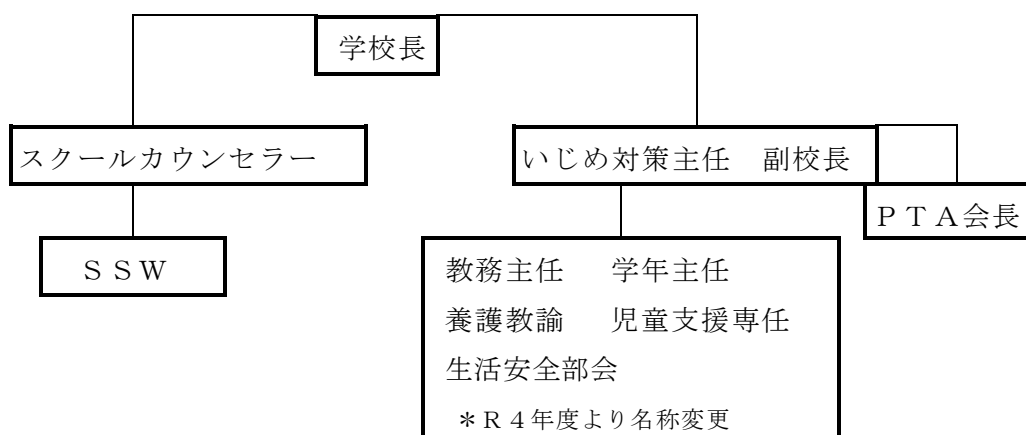 学校長
スクールカウンセラー
いじめ対策主任　副校長
ＰＴＡ会長
ＳＳＷ
教務主任　学年主任
養護教諭　児童支援専任
生活安全部会
＊Ｒ４年度より名称変更